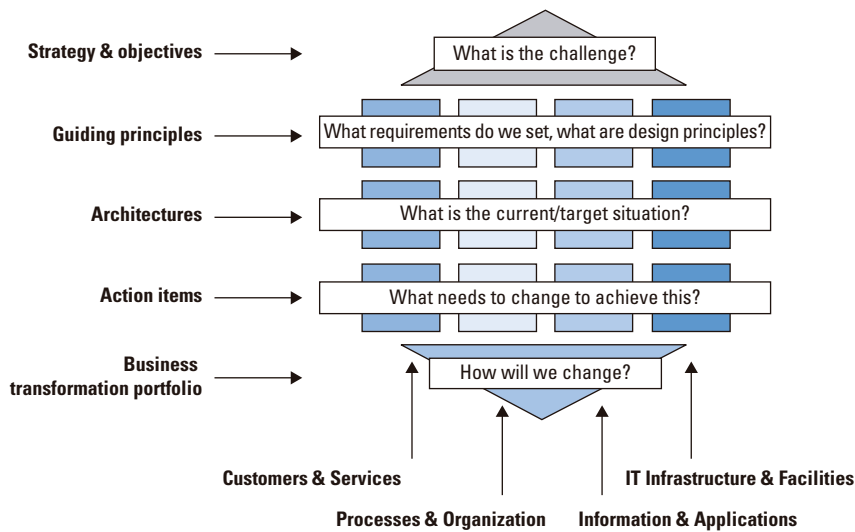 Strategy & objectives
What is the challenge?
Guiding principles
What requirements do we set, what are design principles?
Architectures
What is the current/target situation?
Action items
What needs to change to achieve this?
Business
transformation portfolio
How will we change?
Customers & Services
IT Infrastructure & Facilities
Processes & Organization
Information & Applications